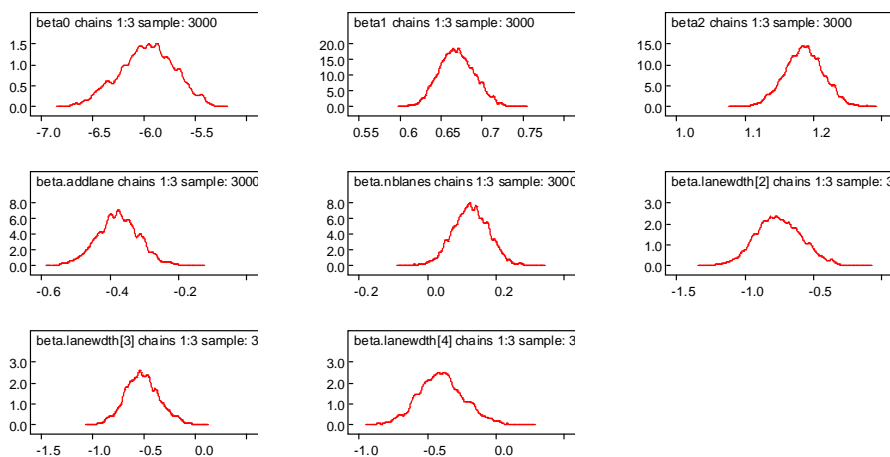 beta0 chains 1:3 sample: 3000
1.5
1.0
0.5
0.0
-7.0 -6.5 -6.0 -5.5
beta1 chains 1:3 sample: 3000
20.0
15.0
10.0
5.0
0.0
0.55 0.6 0.65 0.7 0.75
beta2 chains 1:3 sample: 3000
15.0
10.0
5.0
0.0
1.0 1.1 1.2
beta.addlane chains 1:3 sample: 3000
8.0
6.0
4.0
2.0
0.0
-0.6 -0.4 -0.2
beta.nblanes chains 1:3 sample: 3000
8.0
6.0
4.0
2.0
0.0
-0.2 0.0 0.2
beta.lanewdth[2] chains 1:3 sample: 3
3.0
2.0
1.0
0.0
-1.5 -1.0 -0.5
beta.lanewdth[3] chains 1:3 sample: 3
3.0
2.0
1.0
0.0
-1.5 -1.0 -0.5 0.0
beta.lanewdth[4] chains 1:3 sample: 3
3.0
2.0
1.0
0.0
-1.0 -0.5 0.0